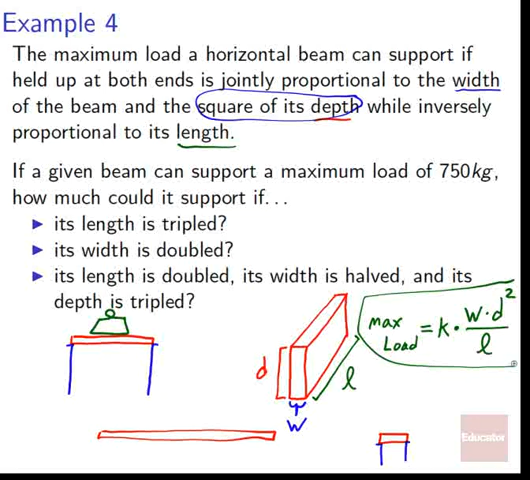 Example 4
The maximum load a horizontal beam can support if
held up at both ends is jointly proportional to the width
of the beam and the square of its depth while inversely
proportional to its length.
If a given beam can support a maximum load of 750kg,
how much could it support if...
▶ its length is tripled?
▶ its width is doubled?
▶ its length is doubled, its width is halved, and its
depth is tripled?
max Load = k · w·d² / l
d
l
w
Educator